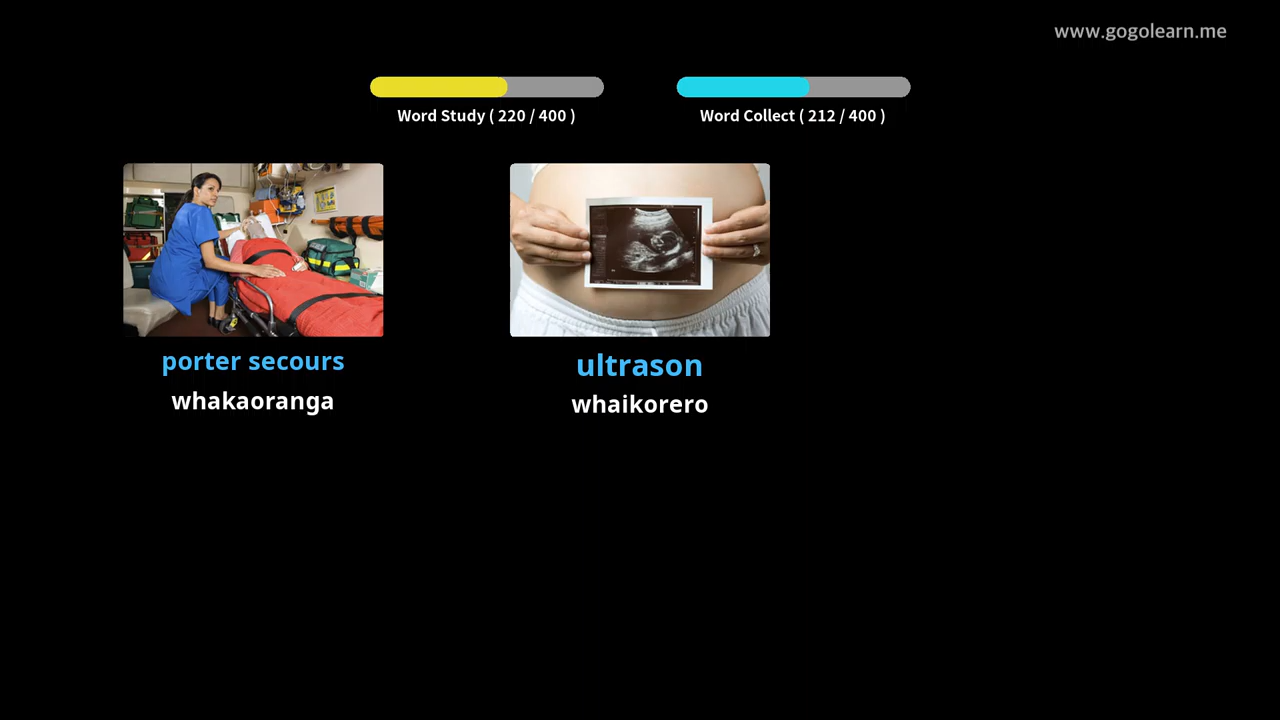 www.gogolearn.me
Word Study ( 220 / 400 )
Word Collect ( 212 / 400 )
porter secours
whakaoranga
ultrason
whaikorero